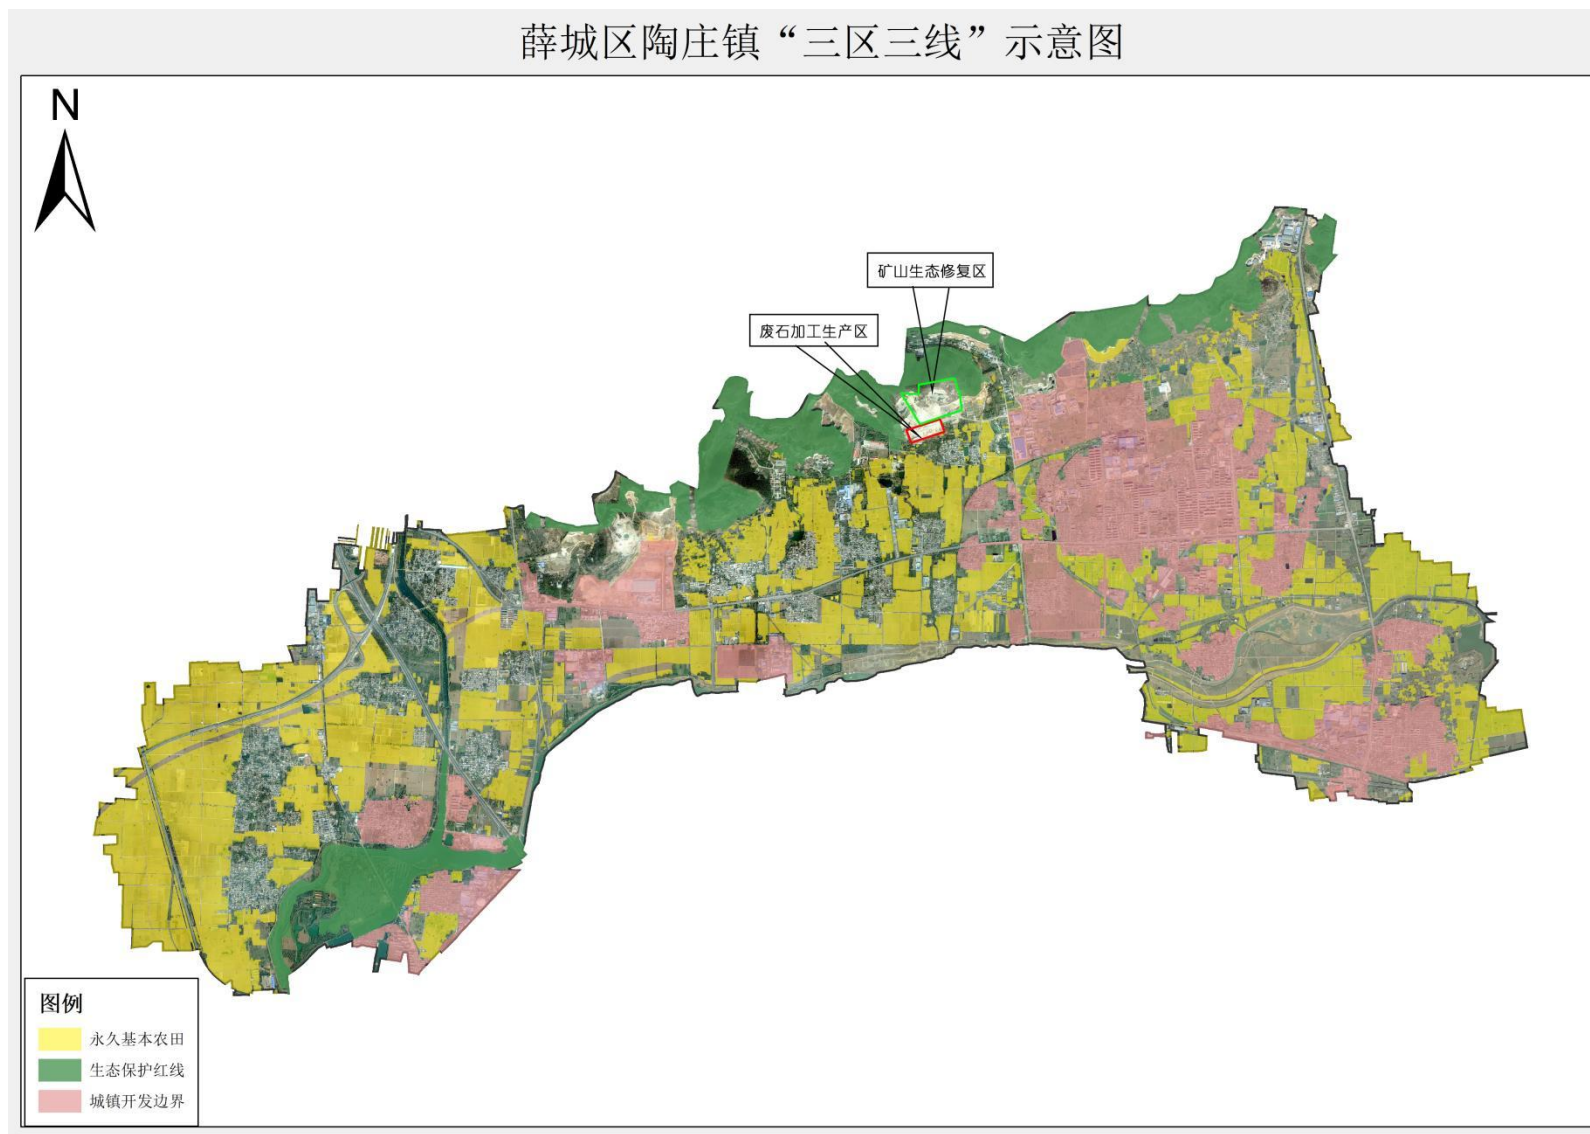 薛城区陶庄镇“三区三线”示意图
N
矿山生态修复区
废石加工生产区
图例
永久基本农田
生态保护红线
城镇开发边界